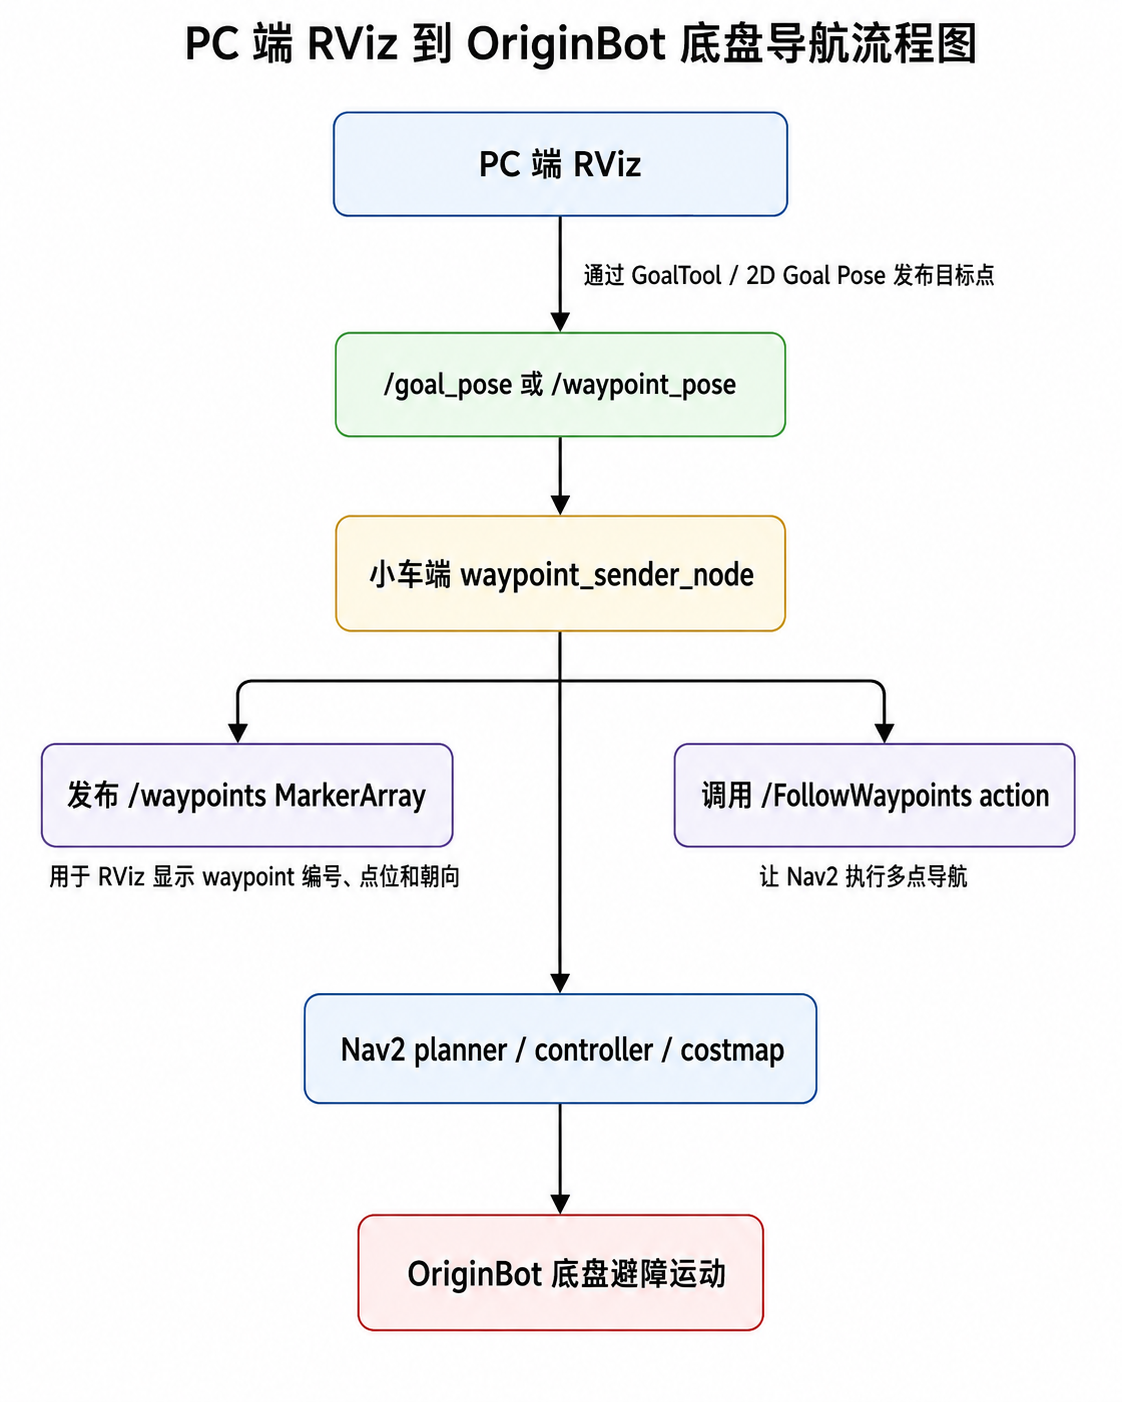 PC 端 RViz 到 OriginBot 底盘导航流程图
PC 端 RViz
通过 GoalTool / 2D Goal Pose 发布目标点
/goal_pose 或 /waypoint_pose
小车端 waypoint_sender_node
发布 /waypoints MarkerArray
用于 RViz 显示 waypoint 编号、点位和朝向
调用 /FollowWaypoints action
让 Nav2 执行多点导航
Nav2 planner / controller / costmap
OriginBot 底盘避障运动